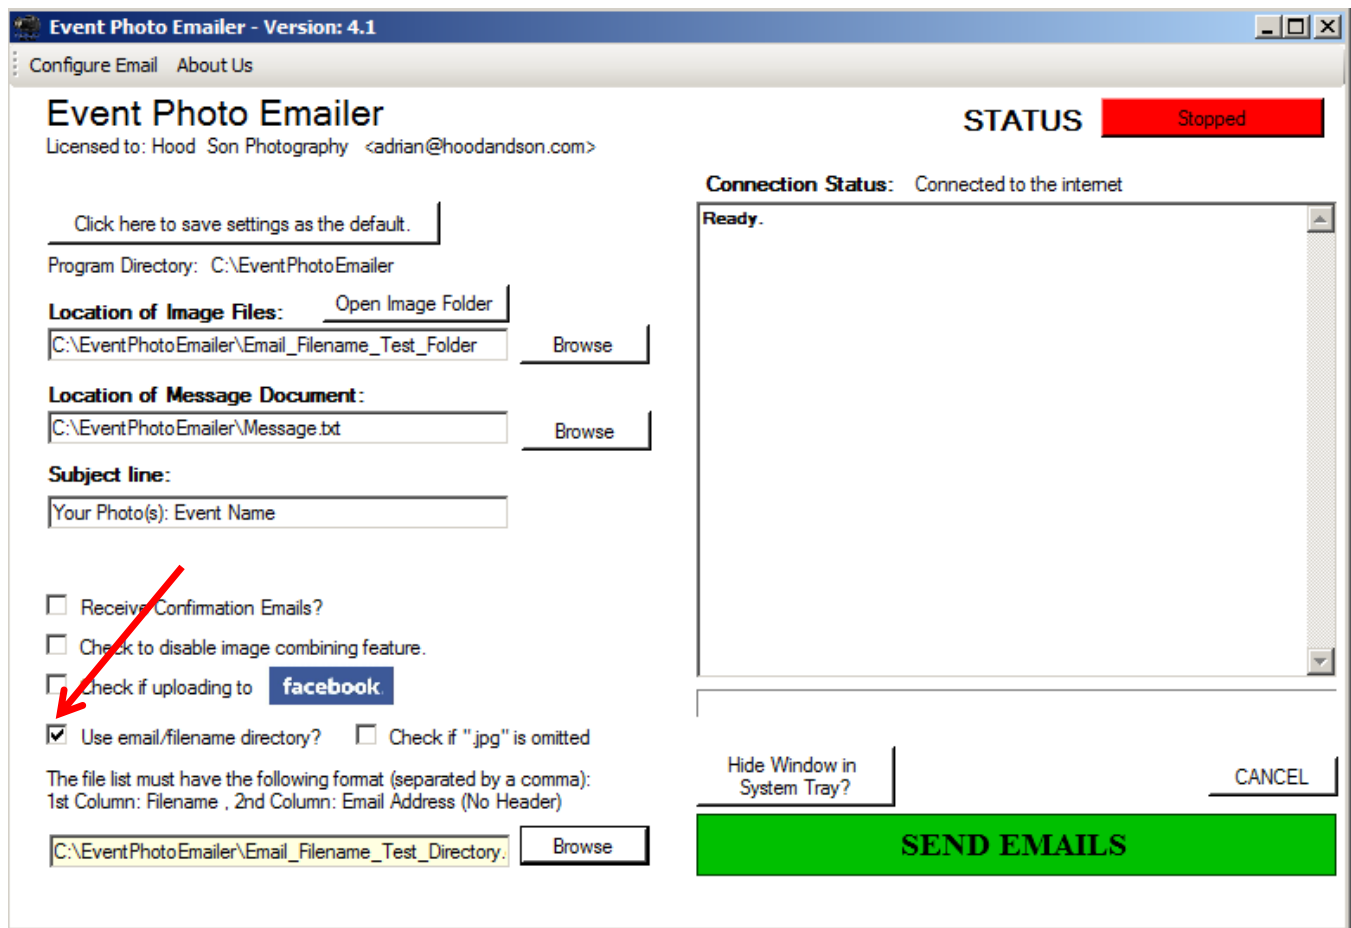 Event Photo Emailer - Version: 4.1
Configure Email About Us
Event Photo Emailer
Licensed to: Hood Son Photography <adrian@hoodandson.com>
STATUS Stopped
Connection Status: Connected to the internet
Ready.
Click here to save settings as the default.
Program Directory: C:\EventPhotoEmailer
Location of Image Files: Open Image Folder
C:\EventPhotoEmailer\Email_Filename_Test_Folder Browse
Location of Message Document:
C:\EventPhotoEmailer\Message.txt Browse
Subject line:
Your Photo(s): Event Name
Receive Confirmation Emails?
Check to disable image combining feature.
Check if uploading to facebook.
Use email/filename directory? Check if ".jpg" is omitted
The file list must have the following format (separated by a comma):
1st Column: Filename , 2nd Column: Email Address (No Header)
C:\EventPhotoEmailer\Email_Filename_Test_Directory. Browse
Hide Window in
System Tray?
CANCEL
SEND EMAILS